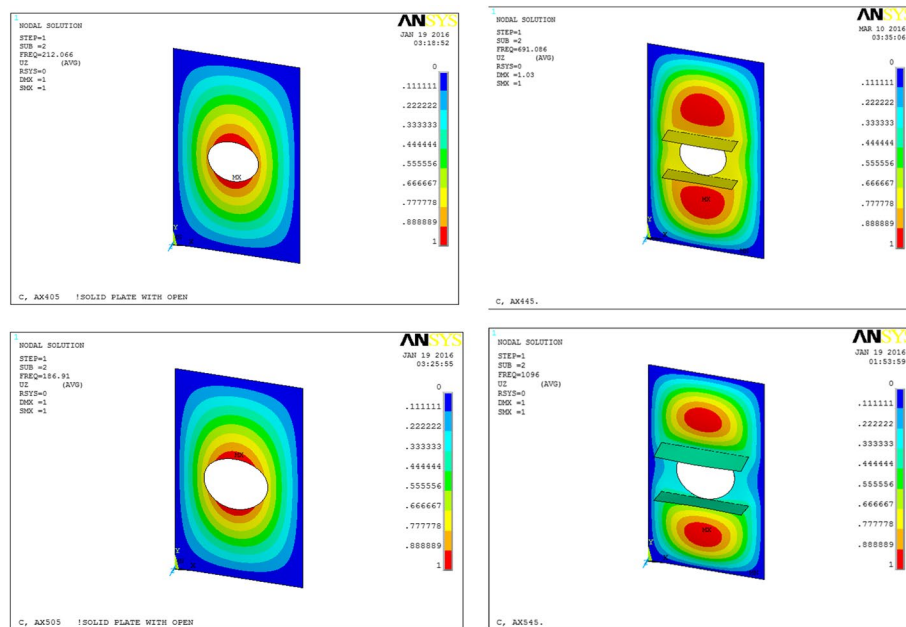 1
NODAL SOLUTION
STEP=1
SUB =2
FREQ=212.066
UZ (AVG)
RSYS=0
DMX =1
SMX =1
ANSYS
JAN 19 2016
03:18:52
0
.111111
.222222
.333333
.444444
.555556
.666667
.777778
.888889
1
MX
Y
C, AX405 !SOLID PLATE WITH OPEN
1
NODAL SOLUTION
STEP=1
SUB =2
FREQ=691.086
UZ (AVG)
RSYS=0
DMX =1.03
SMX =1
ANSY
MAR 10 2016
03:35:06
0
.111111
.222222
.333333
.444444
.555556
.666667
.777778
.888889
1
MX
Y
C, AX445.
1
NODAL SOLUTION
STEP=1
SUB =2
FREQ=186.91
UZ (AVG)
RSYS=0
DMX =1
SMX =1
ANSYS
JAN 19 2016
03:25:55
0
.111111
.222222
.333333
.444444
.555556
.666667
.777778
.888889
1
MX
Y
C, AX505 !SOLID PLATE WITH OPEN
1
NODAL SOLUTION
STEP=1
SUB =2
FREQ=1096
UZ (AVG)
RSYS=0
DMX =1
SMX =1
ANSY
JAN 19 2016
01:53:59
0
.111111
.222222
.333333
.444444
.555556
.666667
.777778
.888889
1
MX
Y
C, AX545.